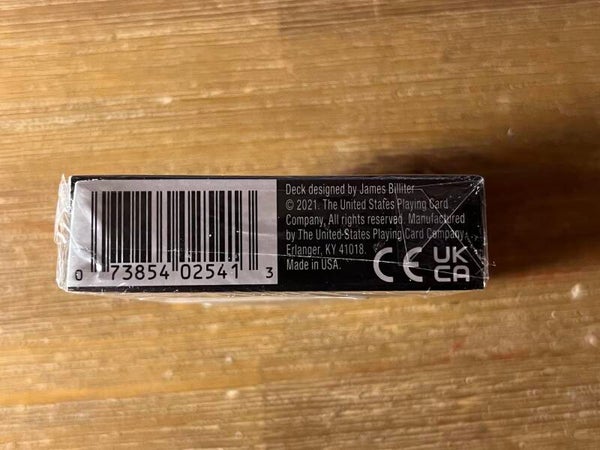 Deck designed by James Billiter
© 2021. The United States Playing Card
Company, All rights reserved. Manufactured
by The United States Playing Card Company,
Erlanger, KY 41018.
Made in USA.
CE UK
CA
0 73854 02541 3